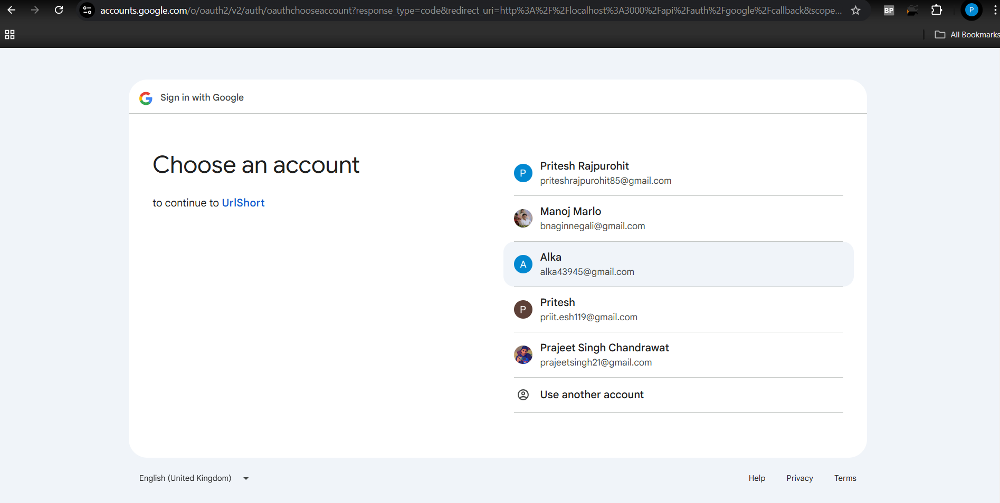 accounts.google.com/o/oauth2/v2/auth/oauthchooseaccount?response_type=code&redirect_uri=http%3A%2F%2Flocalhost%3A3000%2Fapi%2Fauth%2Fgoogle%2Fcallback&scope...
BP
P
All Bookmarks
Sign in with Google
Choose an account
to continue to UrlShort
P
Pritesh Rajpurohit
priteshrajpurohit85@gmail.com
Manoj Marlo
bnaginnegali@gmail.com
A
Alka
alka43945@gmail.com
P
Pritesh
priit.esh119@gmail.com
Prajeet Singh Chandrawat
prajeetsingh21@gmail.com
Use another account
English (United Kingdom)
Help
Privacy
Terms